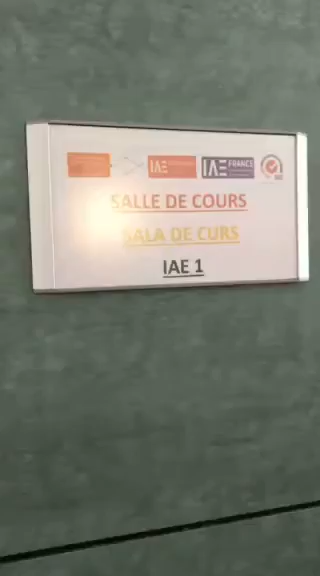 IAE
IAE FRANCE
SALLE DE COURS
SALA DE CURS
IAE 1